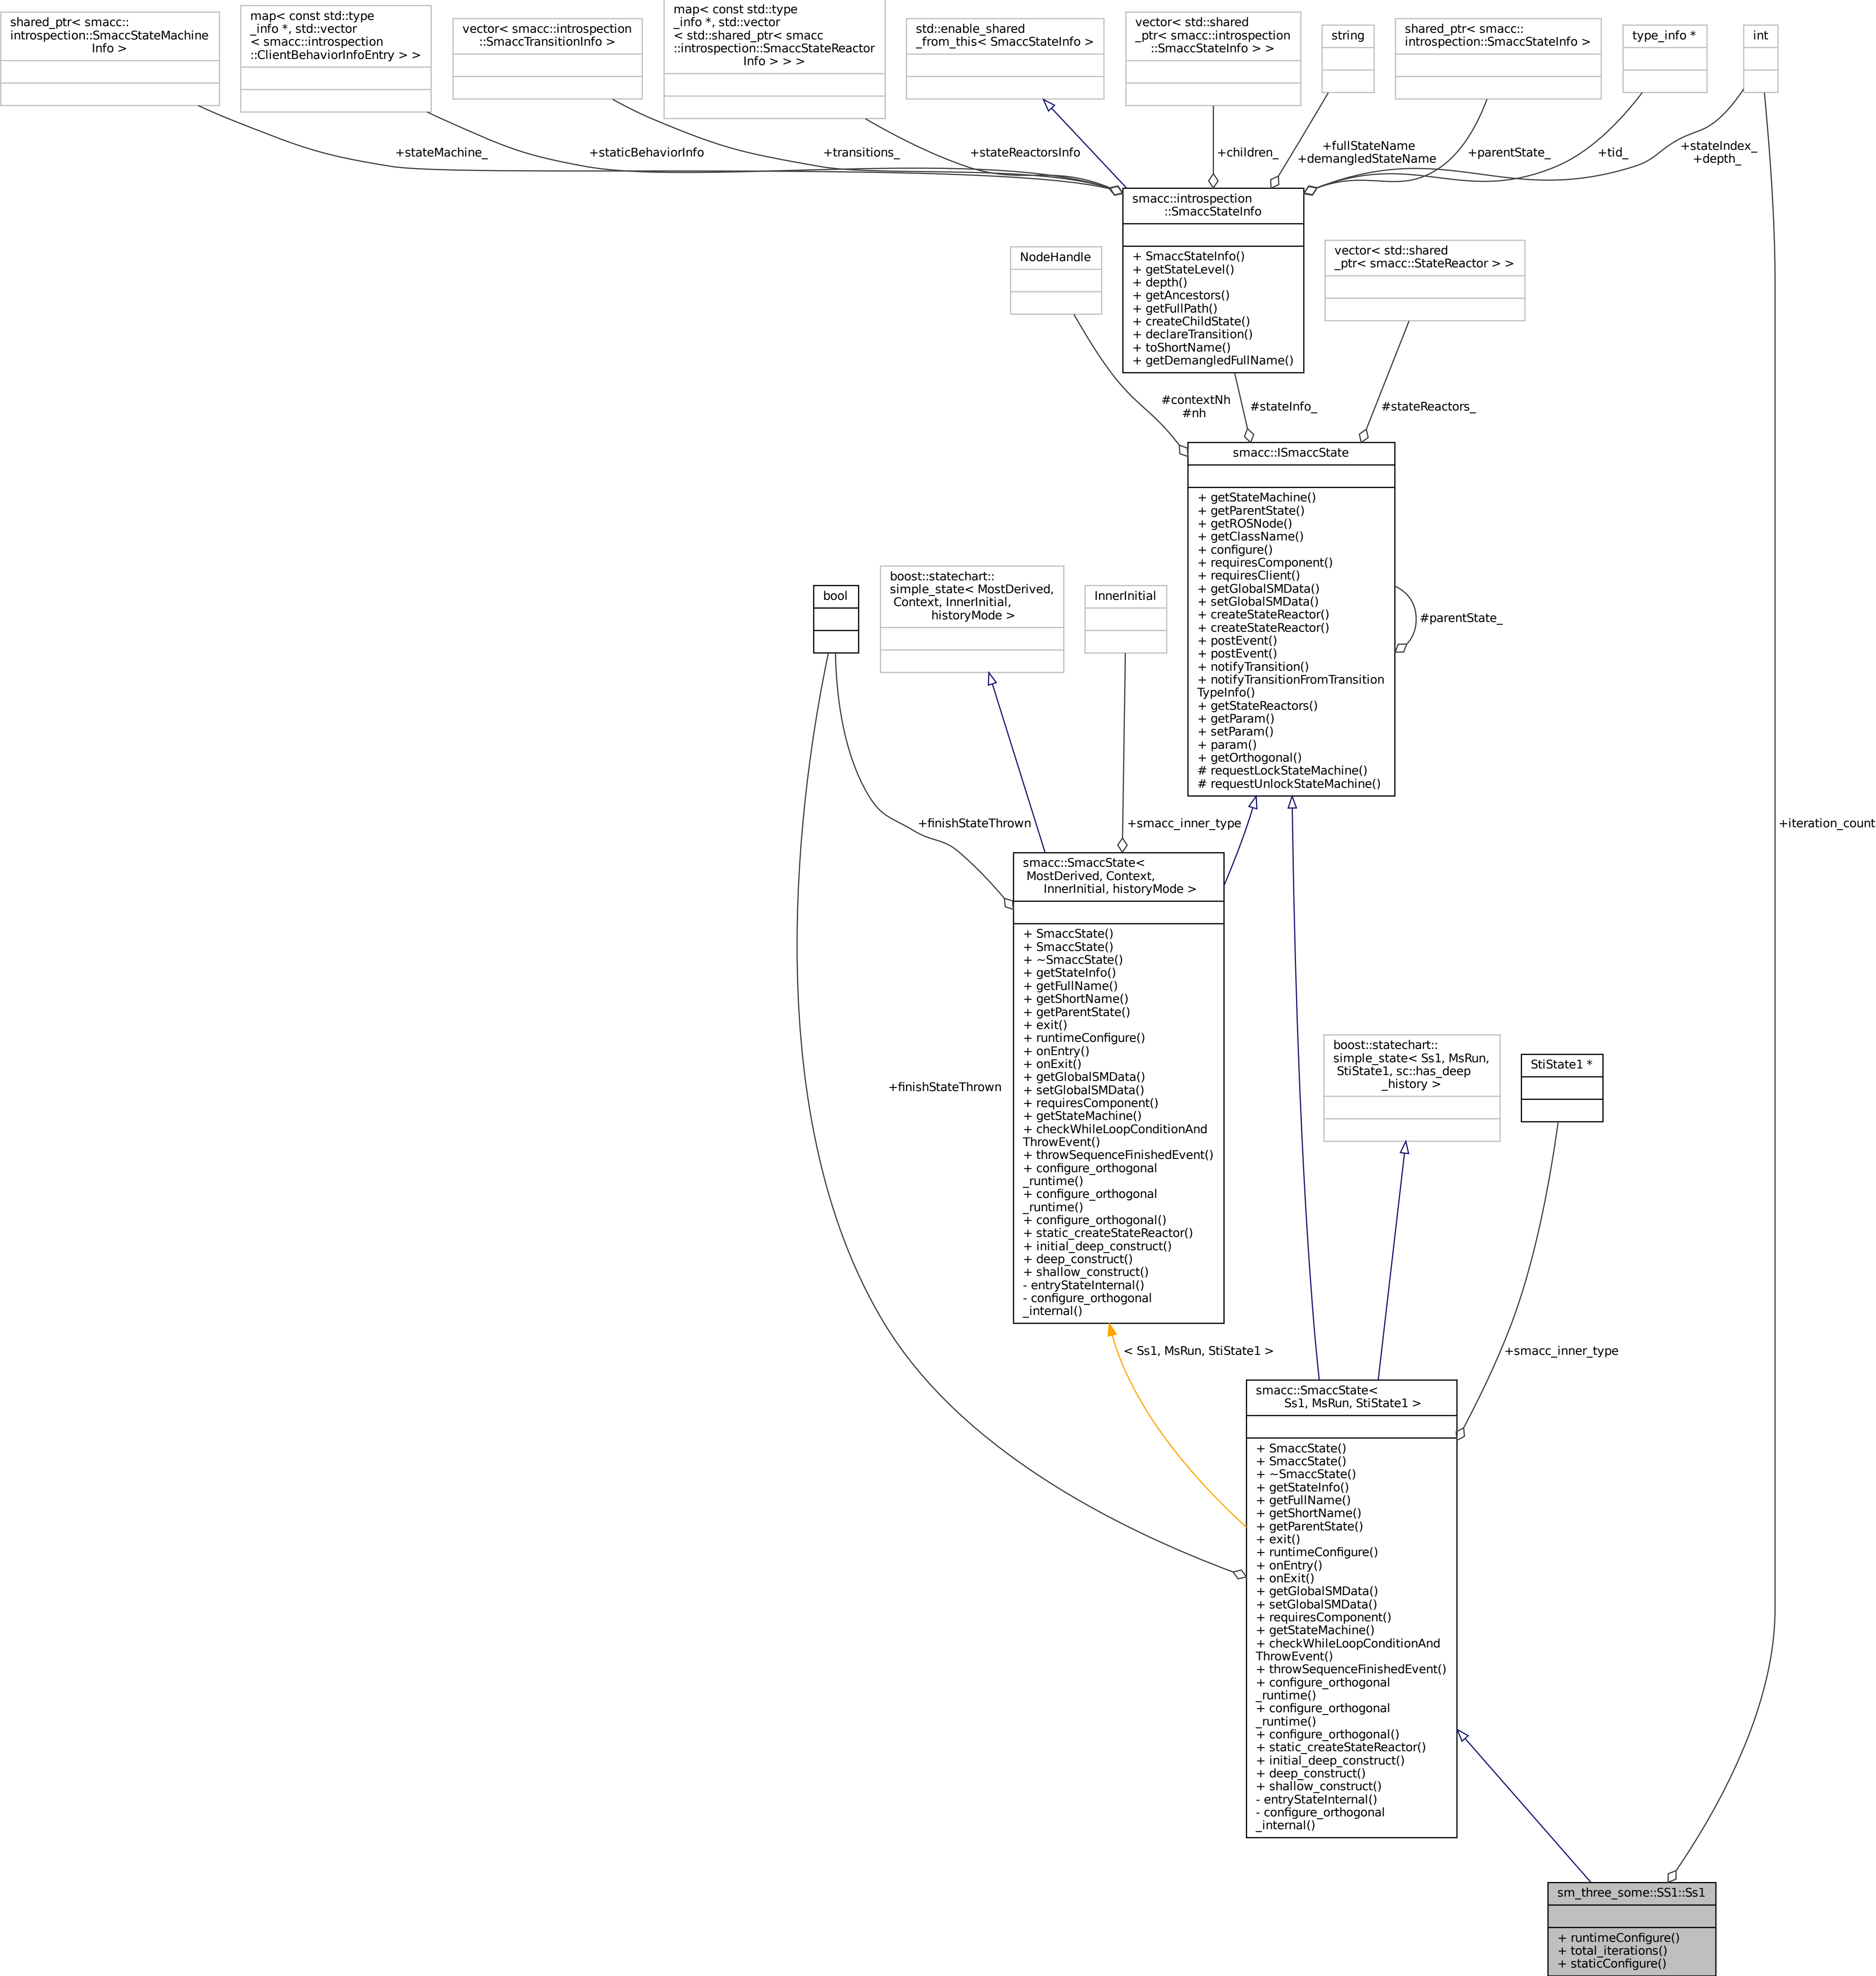 shared_ptr< smacc::
introspection::SmaccStateMachine
Info >
map< const std::type
_info *, std::vector
< smacc::introspection
::ClientBehaviorInfoEntry > >
vector< smacc::introspection
::SmaccTransitionInfo >
map< const std::type
_info *, std::vector
< std::shared_ptr< smacc
::introspection::SmaccStateReactor
Info > > >
std::enable_shared
_from_this< SmaccStateInfo >
vector< std::shared
_ptr< smacc::introspection
::SmaccStateInfo > >
string
shared_ptr< smacc::
introspection::SmaccStateInfo >
type_info *
int
+stateMachine_
+staticBehaviorInfo
+transitions_
+stateReactorsInfo
+children_
+fullStateName
+demangledStateName
+parentState_
+tid_
+stateIndex_
+depth_
smacc::introspection
::SmaccStateInfo
+ SmaccStateInfo()
+ getStateLevel()
+ depth()
+ getAncestors()
+ getFullPath()
+ createChildState()
+ declareTransition()
+ toShortName()
+ getDemangledFullName()
NodeHandle
vector< std::shared
_ptr< smacc::StateReactor > >
#contextNh
#nh
#stateInfo_
#stateReactors_
smacc::ISmaccState
+ getStateMachine()
+ getParentState()
+ getROSNode()
+ getClassName()
+ configure()
+ requiresComponent()
+ requiresClient()
+ getGlobalSMData()
+ setGlobalSMData()
+ createStateReactor()
+ createStateReactor()
+ postEvent()
+ postEvent()
+ notifyTransition()
+ notifyTransitionFromTransition
TypeInfo()
+ getStateReactors()
+ getParam()
+ setParam()
+ param()
+ getOrthogonal()
# requestLockStateMachine()
# requestUnlockStateMachine()
#parentState_
bool
boost::statechart::
simple_state< MostDerived,
Context, InnerInitial,
historyMode >
InnerInitial
+finishStateThrown
+smacc_inner_type
+iteration_count
smacc::SmaccState<
MostDerived, Context,
InnerInitial, historyMode >
+ SmaccState()
+ SmaccState()
+ ~SmaccState()
+ getStateInfo()
+ getFullName()
+ getShortName()
+ getParentState()
+ exit()
+ runtimeConfigure()
+ onEntry()
+ onExit()
+ getGlobalSMData()
+ setGlobalSMData()
+ requiresComponent()
+ getStateMachine()
+ checkWhileLoopConditionAnd
ThrowEvent()
+ throwSequenceFinishedEvent()
+ configure_orthogonal
_runtime()
+ configure_orthogonal
_runtime()
+ configure_orthogonal()
+ static_createStateReactor()
+ initial_deep_construct()
+ deep_construct()
+ shallow_construct()
- entryStateInternal()
- configure_orthogonal
_internal()
+finishStateThrown
boost::statechart::
simple_state< Ss1, MsRun,
StiState1, sc::has_deep
_history >
StiState1 *
< Ss1, MsRun, StiState1 >
+smacc_inner_type
smacc::SmaccState<
Ss1, MsRun, StiState1 >
+ SmaccState()
+ SmaccState()
+ ~SmaccState()
+ getStateInfo()
+ getFullName()
+ getShortName()
+ getParentState()
+ exit()
+ runtimeConfigure()
+ onEntry()
+ onExit()
+ getGlobalSMData()
+ setGlobalSMData()
+ requiresComponent()
+ getStateMachine()
+ checkWhileLoopConditionAnd
ThrowEvent()
+ throwSequenceFinishedEvent()
+ configure_orthogonal
_runtime()
+ configure_orthogonal
_runtime()
+ configure_orthogonal()
+ static_createStateReactor()
+ initial_deep_construct()
+ deep_construct()
+ shallow_construct()
- entryStateInternal()
- configure_orthogonal
_internal()
sm_three_some::SS1::Ss1
+ runtimeConfigure()
+ total_iterations()
+ staticConfigure()